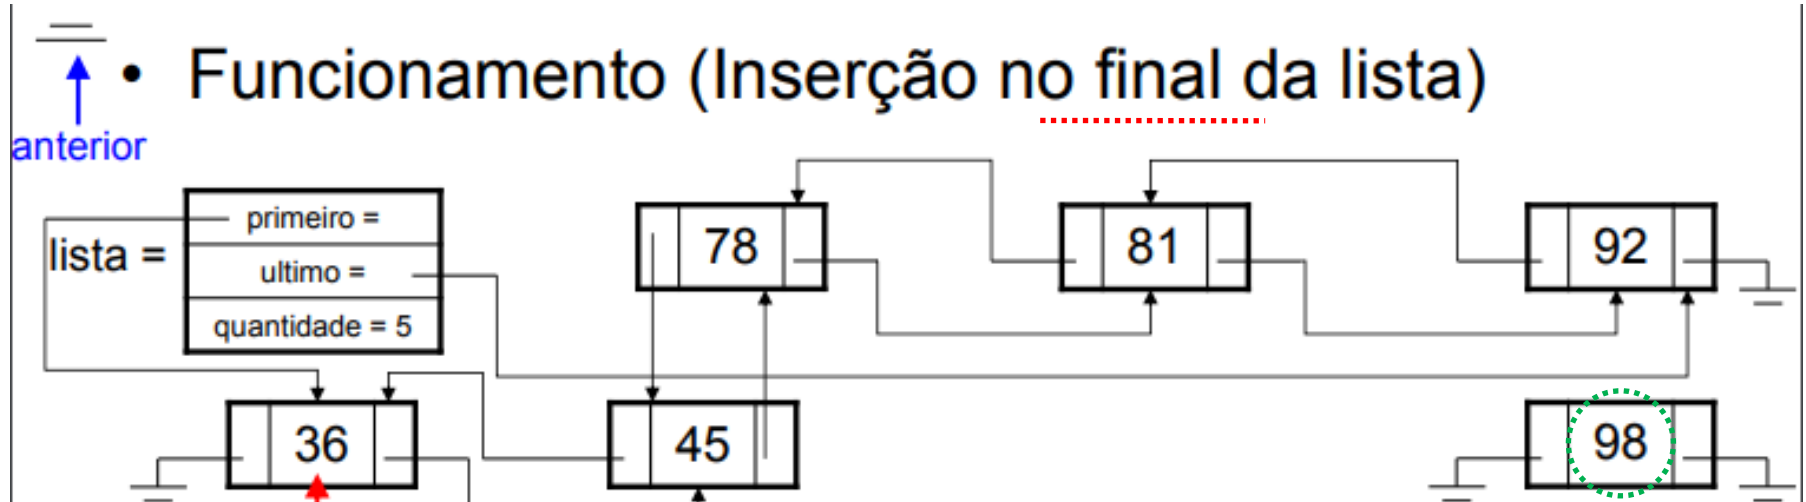 • Funcionamento (Inserção no final da lista)
anterior
lista =
primeiro =
ultimo =
quantidade = 5
78
81
92
36
45
98